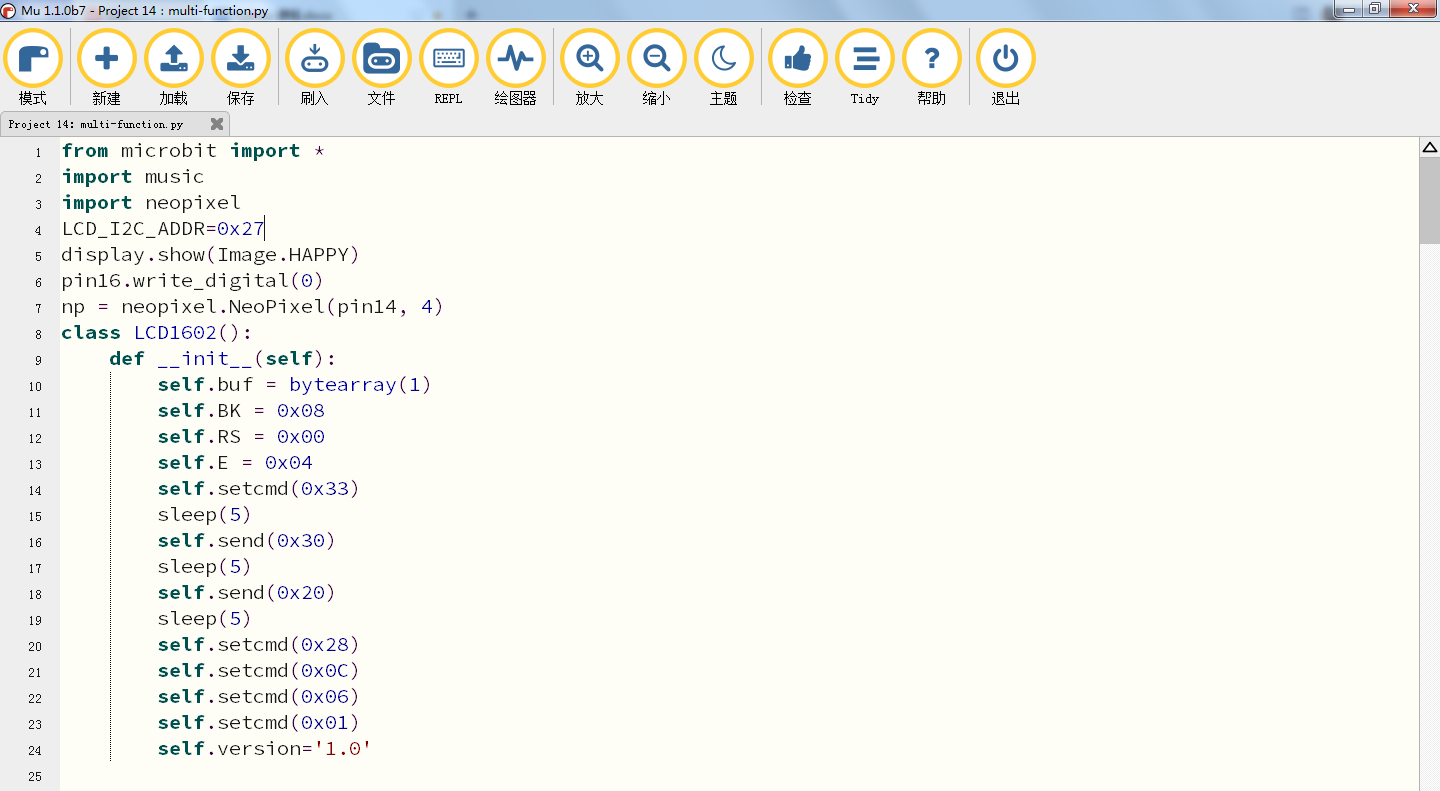 Mu 1.1.0b7 - Project 14 : multi-function.py
模式 新建 加载 保存 刷入 文件 REPL 绘图器 放大 缩小 主题 检查 Tidy 帮助 退出
Project 14: multi-function.py
1 from microbit import *
2 import music
3 import neopixel
4 LCD_I2C_ADDR=0x27
5 display.show(Image.HAPPY)
6 pin16.write_digital(0)
7 np = neopixel.NeoPixel(pin14, 4)
8 class LCD1602():
9 def __init__(self):
10 self.buf = bytearray(1)
11 self.BK = 0x08
12 self.RS = 0x00
13 self.E = 0x04
14 self.setcmd(0x33)
15 sleep(5)
16 self.send(0x30)
17 sleep(5)
18 self.send(0x20)
19 sleep(5)
20 self.setcmd(0x28)
21 self.setcmd(0x0C)
22 self.setcmd(0x06)
23 self.setcmd(0x01)
24 self.version='1.0'
25